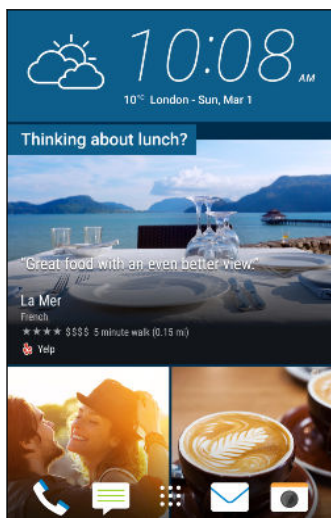 10:08 AM
10°C London - Sun, Mar 1
Thinking about lunch?
"Great food with an even better view."
La Mer
French
★★★★ $$$$ 5 minute walk (0.15 mi)
Yelp